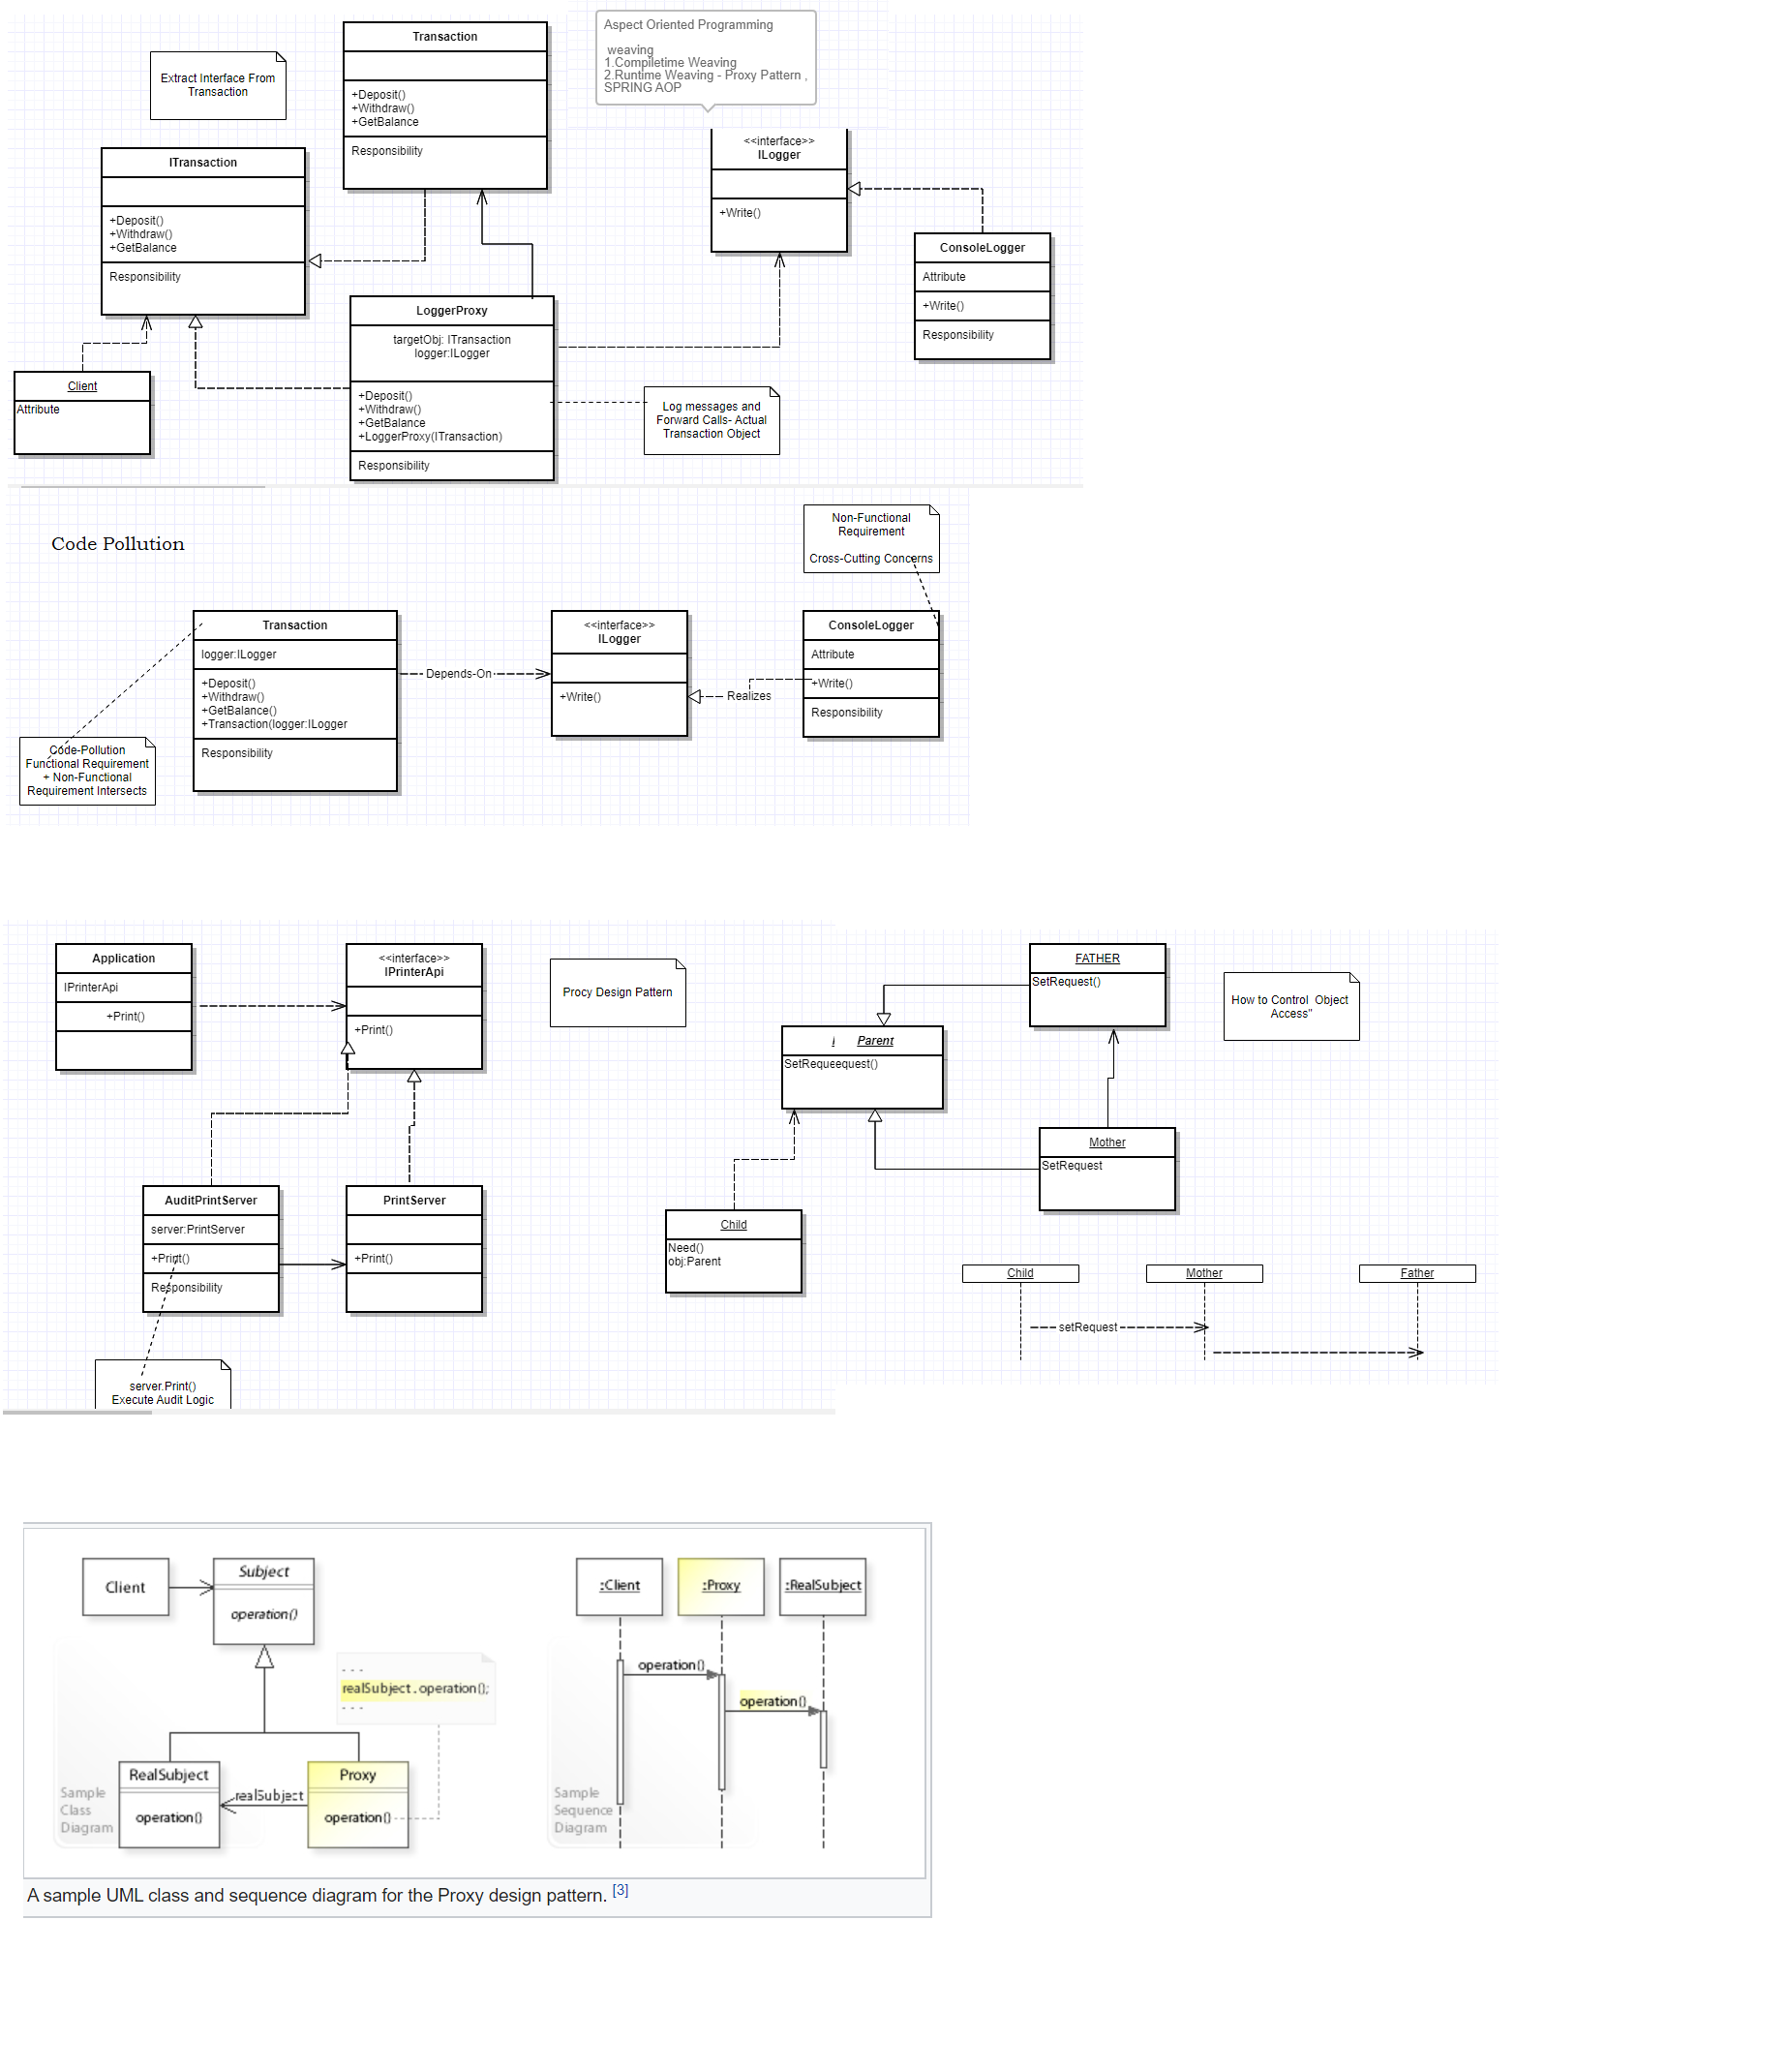 Extract Interface From
Transaction
Transaction
+Deposit()
+Withdraw()
+GetBalance
Responsibility
Aspect Oriented Programming
weaving
1.Compiletime Weaving
2.Runtime Weaving - Proxy Pattern ,
SPRING AOP
ITransaction
+Deposit()
+Withdraw()
+GetBalance
Responsibility
<<interface>>
ILogger
+Write()
ConsoleLogger
Attribute
+Write()
Responsibility
LoggerProxy
targetObj: ITransaction
logger:ILogger
+Deposit()
+Withdraw()
+GetBalance
+LoggerProxy(ITransaction)
Responsibility
Client
Attribute
Log messages and
Forward Calls- Actual
Transaction Object
Code Pollution
Non-Functional
Requirement
Cross-Cutting Concerns
Transaction
logger:ILogger
+Deposit()
+Withdraw()
+GetBalance()
+Transaction(logger:ILogger
Responsibility
Depends-On
<<interface>>
ILogger
+Write()
Realizes
ConsoleLogger
Attribute
+Write()
Responsibility
Code-Pollution
Functional Requirement
+ Non-Functional
Requirement Intersects
Application
IPrinterApi
+Print()
<<interface>>
IPrinterApi
+Print()
Procy Design Pattern
FATHER
SetRequest()
How to Control Object
Access"
Parent
SetRequeequest()
Mother
SetRequest
AuditPrintServer
server:PrintServer
+Print()
Responsibility
PrintServer
+Print()
Child
Need()
obj:Parent
Child
Mother
Father
setRequest
server.Print()
Execute Audit Logic
Client
Subject
operation()
- - -
realSubject.operation();
- - -
RealSubject
operation()
realSubject
Proxy
operation()
Sample
Class
Diagram
:Client
:Proxy
:RealSubject
operation()
operation()
Sample
Sequence
Diagram
A sample UML class and sequence diagram for the Proxy design pattern. [3]